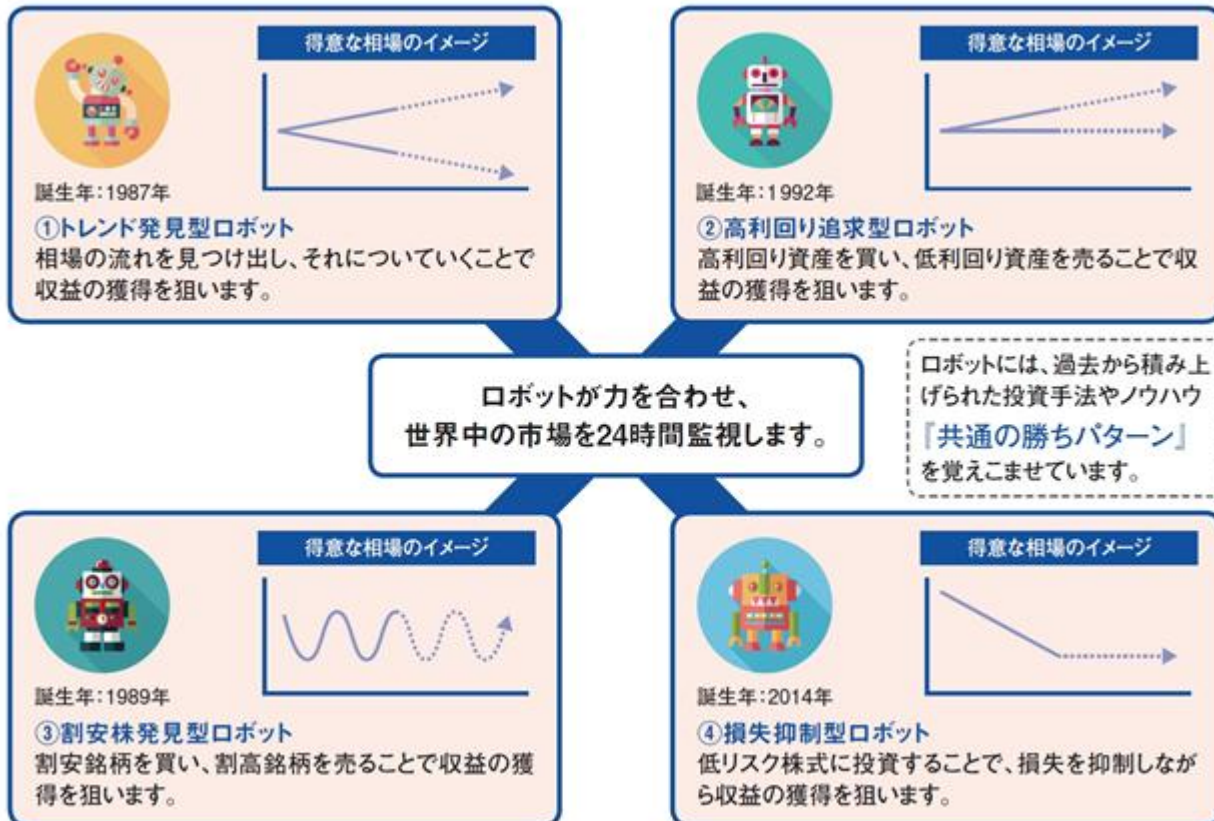 得意な相場のイメージ
誕生年：1987年
①トレンド発見型ロボット
相場の流れを見つけ出し、それについていくことで
収益の獲得を狙います。
得意な相場のイメージ
誕生年：1992年
②高利回り追求型ロボット
高利回り資産を買い、低利回り資産を売ることで収
益の獲得を狙います。
ロボットが力を合わせ、
世界中の市場を24時間監視します。
ロボットには、過去から積み上
げられた投資手法やノウハウ
『共通の勝ちパターン』
を覚えこませています。
得意な相場のイメージ
誕生年：1989年
③割安株発見型ロボット
割安銘柄を買い、割高銘柄を売ることで収益の獲
得を狙います。
得意な相場のイメージ
誕生年：2014年
④損失抑制型ロボット
低リスク株式に投資することで、損失を抑制しなが
ら収益の獲得を狙います。